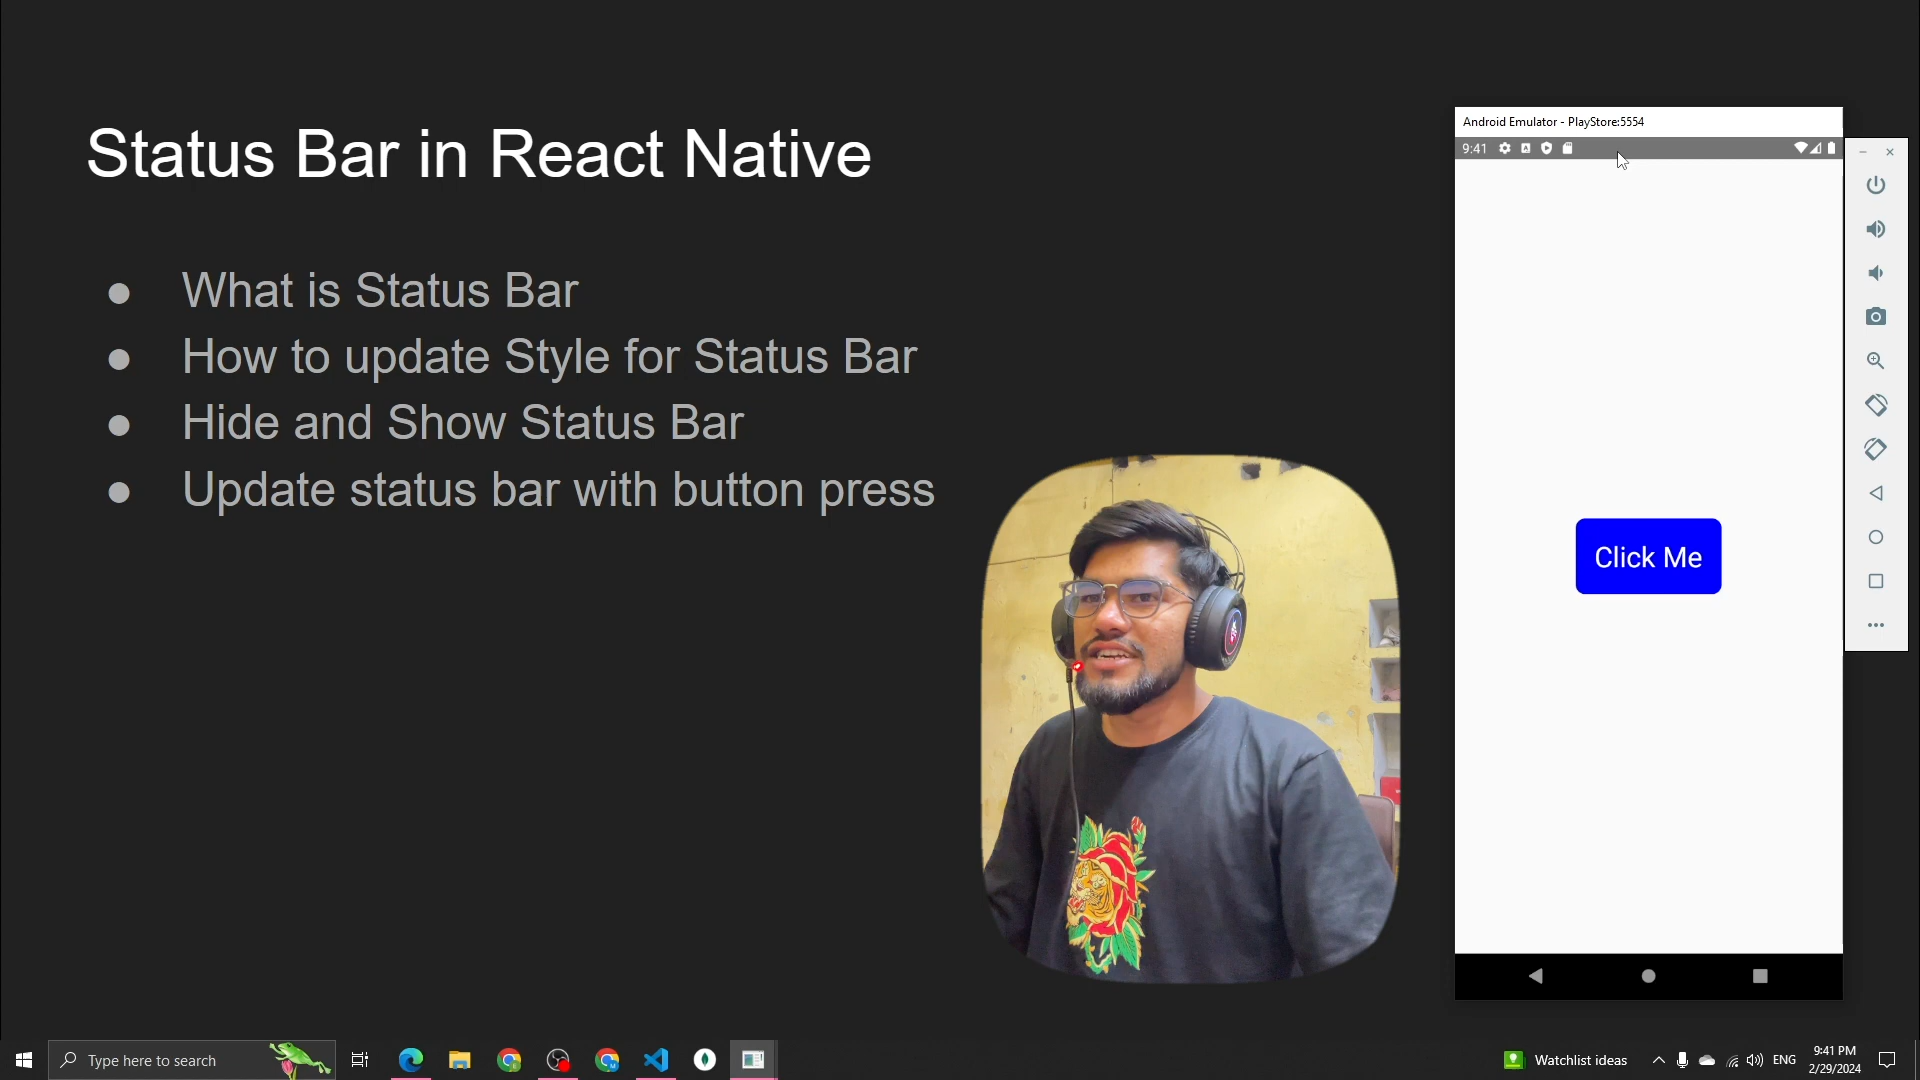 Status Bar in React Native
● What is Status Bar
● How to update Style for Status Bar
● Hide and Show Status Bar
● Update status bar with button press
Android Emulator - PlayStore:5554
9:41
Click Me
Type here to search
Watchlist ideas
ENG
9:41 PM
2/29/2024